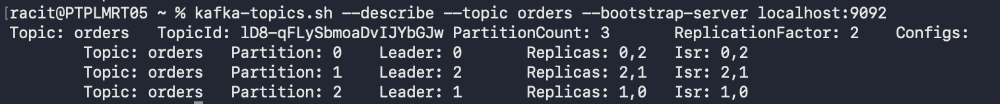 [racit@PTPLMRT05 ~ % kafka-topics.sh --describe --topic orders --bootstrap-server localhost:9092
Topic: orders TopicId: lD8-qFLySbmoaDvIJYbGJw PartitionCount: 3 ReplicationFactor: 2 Configs:
Topic: orders Partition: 0 Leader: 0 Replicas: 0,2 Isr: 0,2
Topic: orders Partition: 1 Leader: 2 Replicas: 2,1 Isr: 2,1
Topic: orders Partition: 2 Leader: 1 Replicas: 1,0 Isr: 1,0